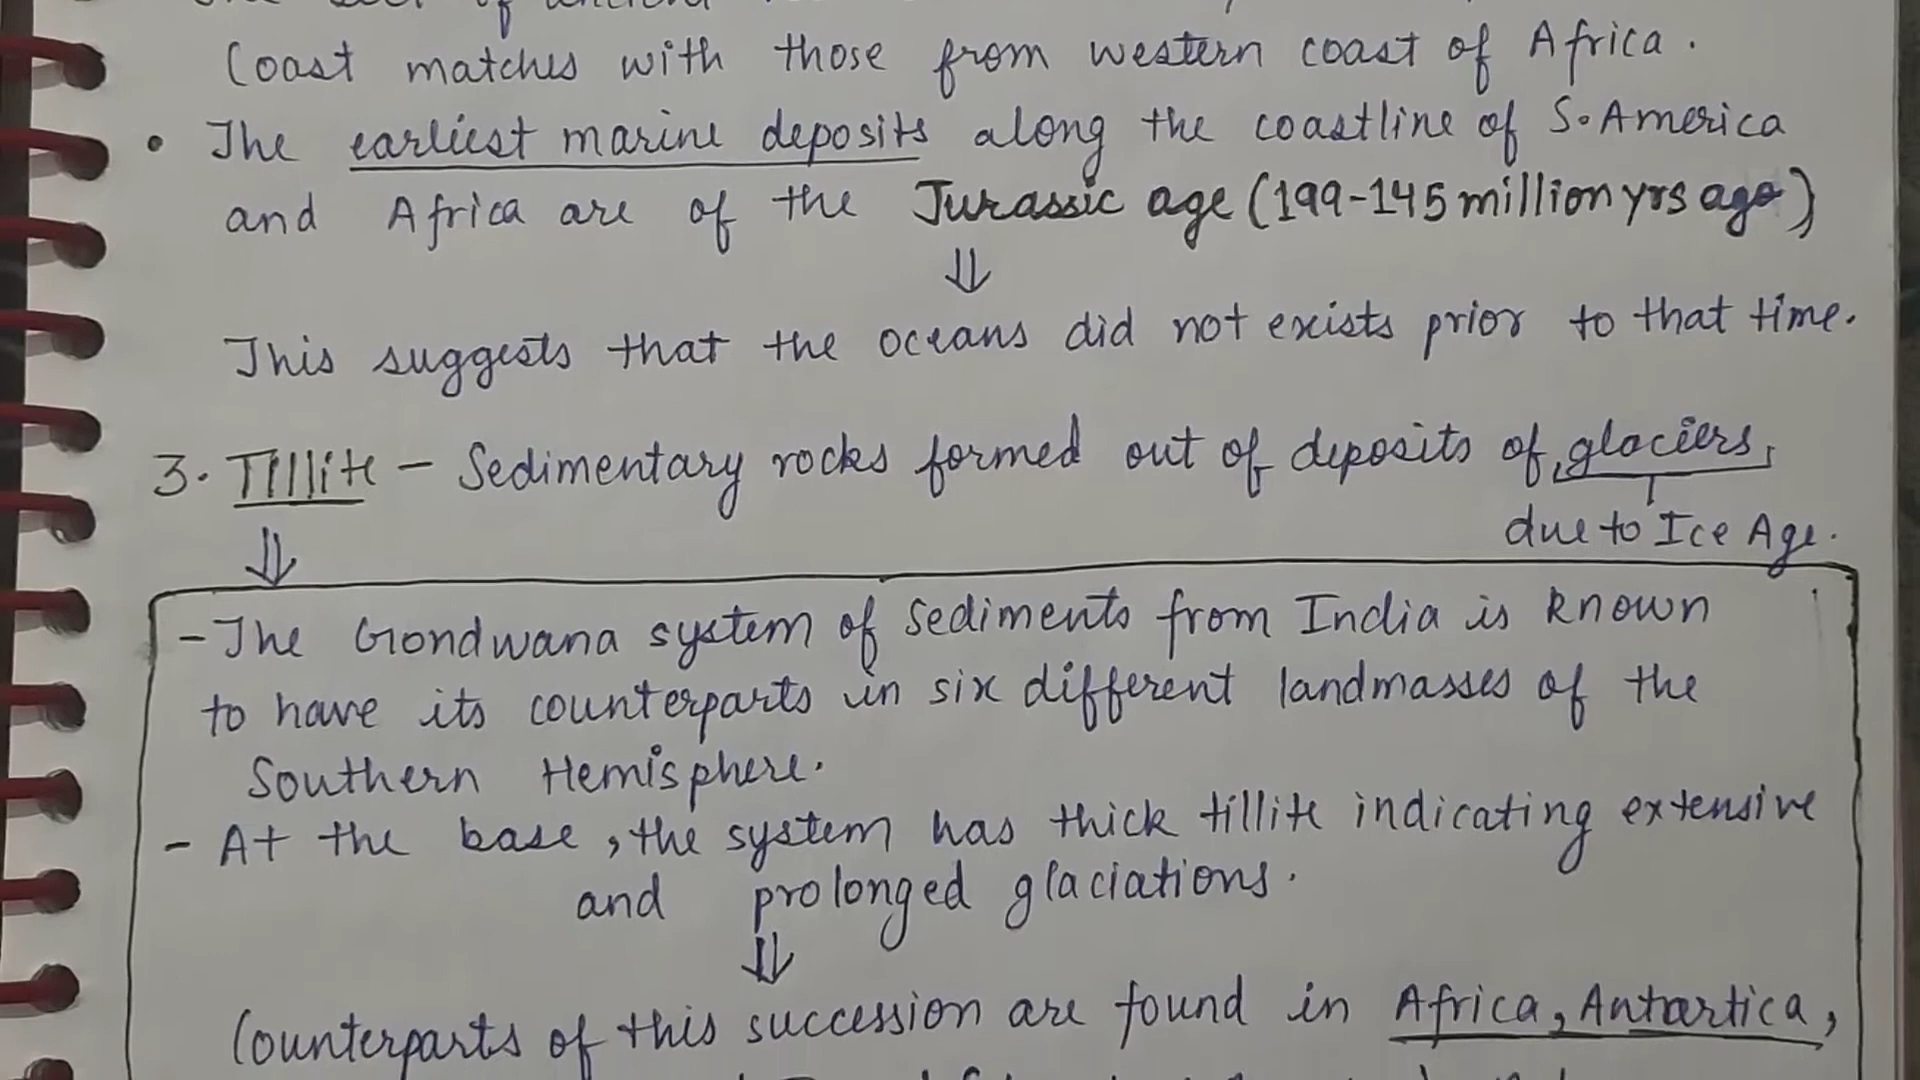 of ancient
Coast matches with those from western coast of Africa.
• The earliest marine deposits along the coastline of S. America
and Africa are of the Jurassic age (199-145 million yrs ago)
⇓
This suggests that the oceans did not exists prior to that time.
3. Tillite - Sedimentary rocks formed out of deposits of glaciers,
due to Ice Age.
⇓
- The Gondwana system of sediments from India is known
to have its counterparts in six different landmasses of the
Southern Hemisphere.
- At the base, the system has thick tillite indicating extensive
and prolonged glaciations.
⇓
Counterparts of this succession are found in Africa, Antartica,